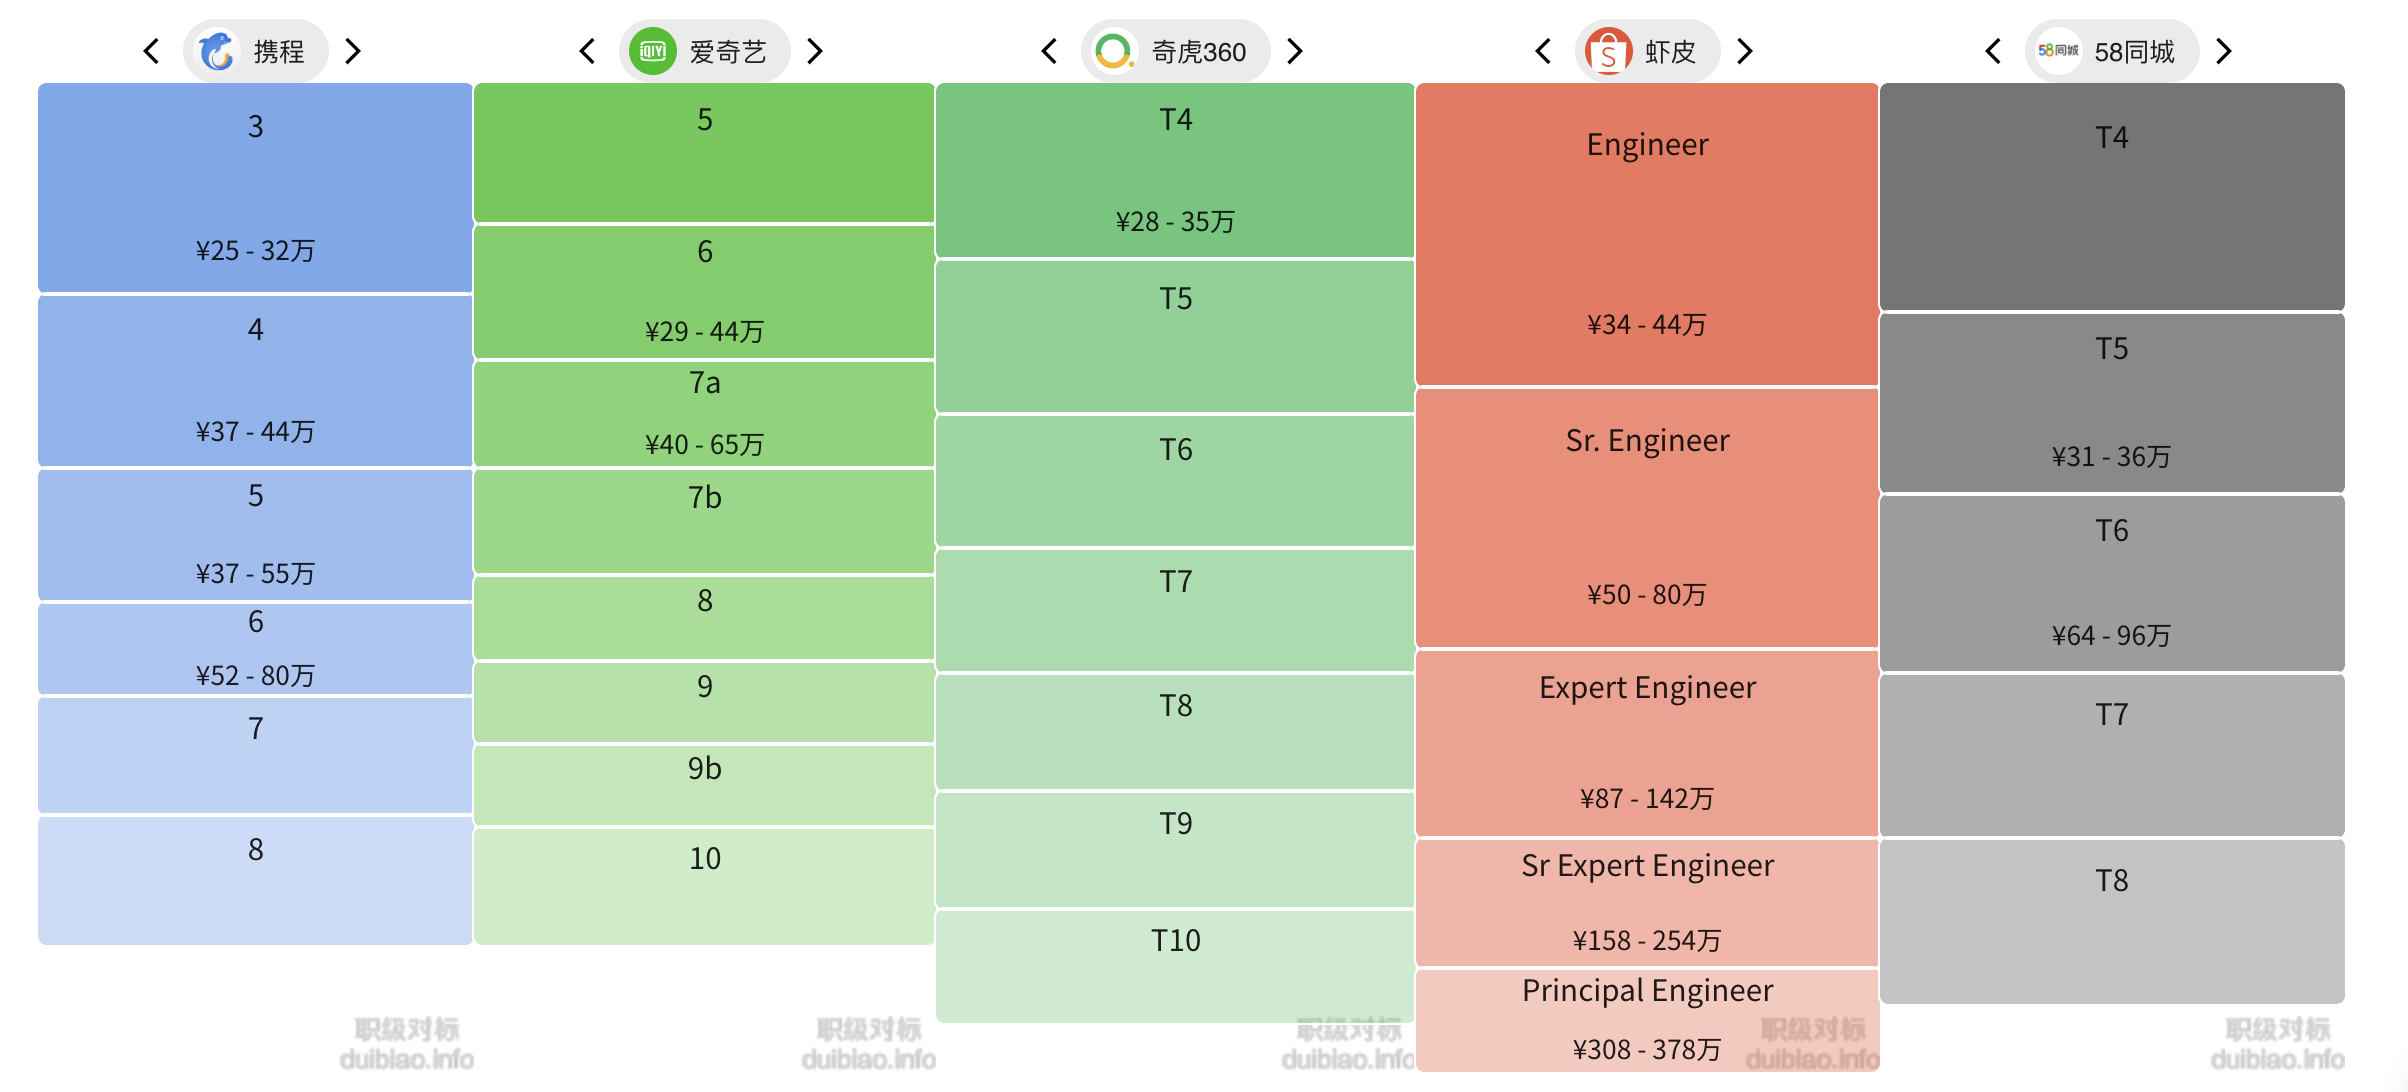 携程
3
¥25 - 32万
4
¥37 - 44万
5
¥37 - 55万
6
¥52 - 80万
7
8
职级对标
duibiao.info
iQIYI
爱奇艺
5
6
¥29 - 44万
7a
¥40 - 65万
7b
8
9
9b
10
职级对标
duibiao.info
奇虎360
T4
¥28 - 35万
T5
T6
T7
T8
T9
T10
职级对标
duibiao.info
S
虾皮
Engineer
¥34 - 44万
Sr. Engineer
¥50 - 80万
Expert Engineer
¥87 - 142万
Sr Expert Engineer
¥158 - 254万
Principal Engineer
¥308 - 378万
职级对标
duibiao.info
58同城
58同城
T4
T5
¥31 - 36万
T6
¥64 - 96万
T7
T8
职级对标
duibiao.info